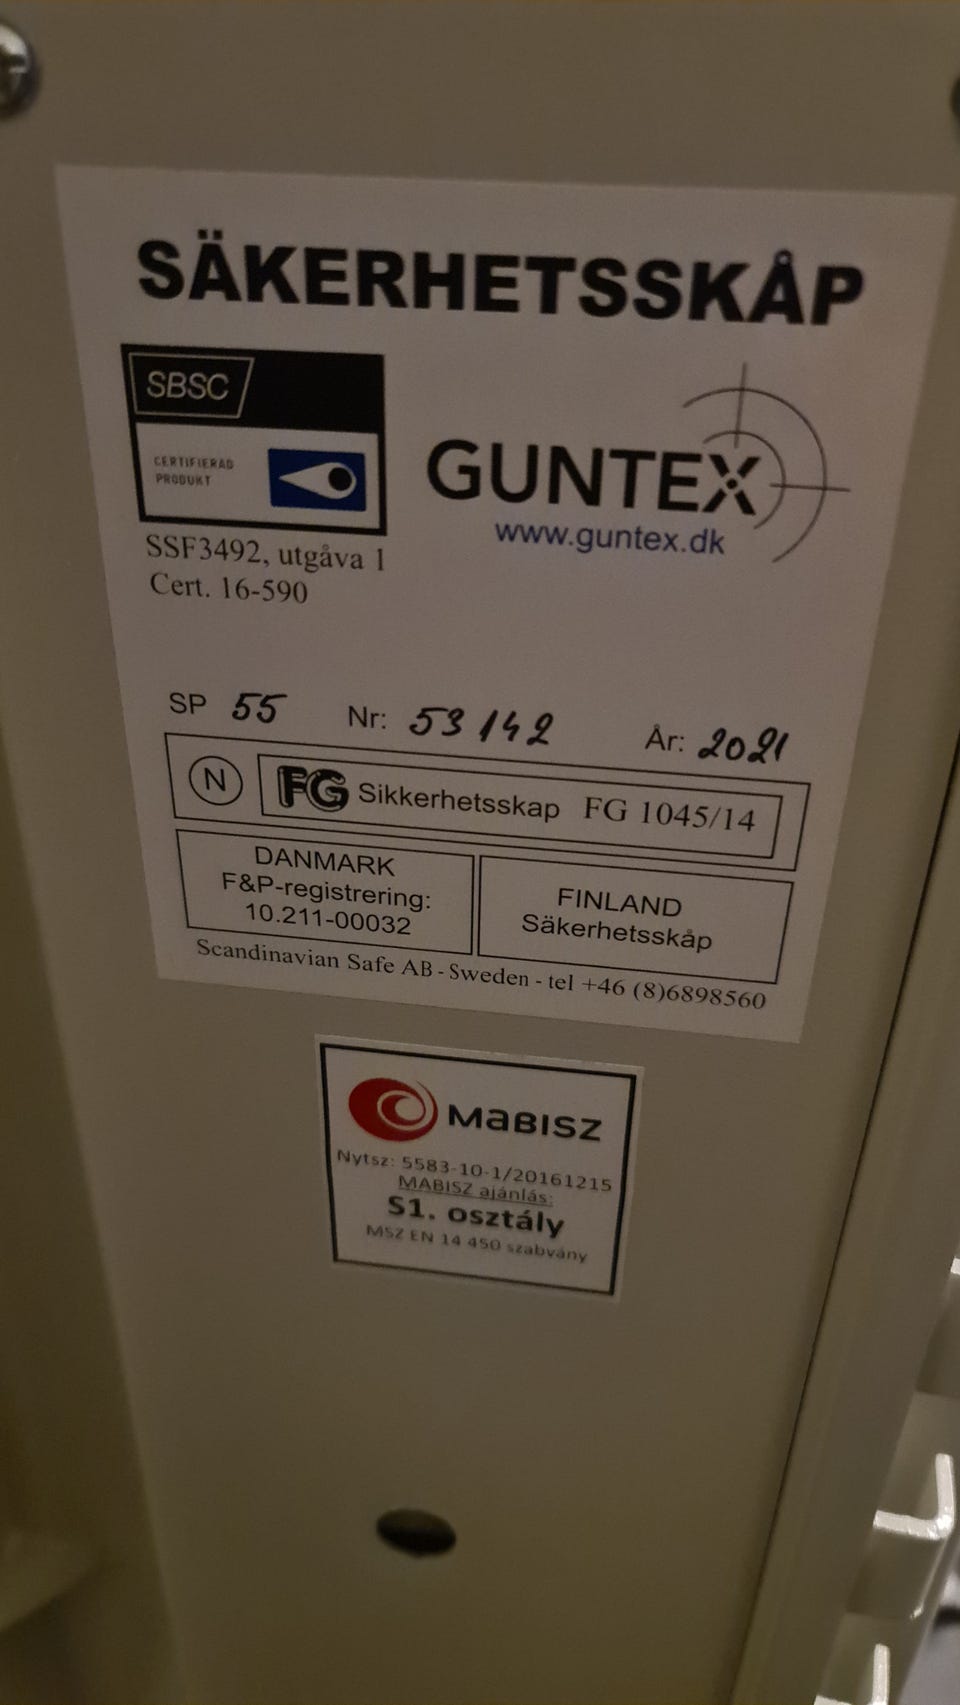 SÄKERHETSSKÅP
SBSC
CERTIFIERAD
PRODUKT
GUNTEX
www.guntex.dk
SSF3492, utgåva 1
Cert. 16-590
SP 55 Nr: 53142 År: 2021
N FG Sikkerhetsskap FG 1045/14
DANMARK
F&P-registrering:
10.211-00032
FINLAND
Säkerhetsskåp
Scandinavian Safe AB - Sweden - tel +46 (8)6898560
MABISZ
Nytsz: 5583-10-1/20161215
MABISZ ajánlás:
S1. osztály
MSZ EN 14 450 szabvány